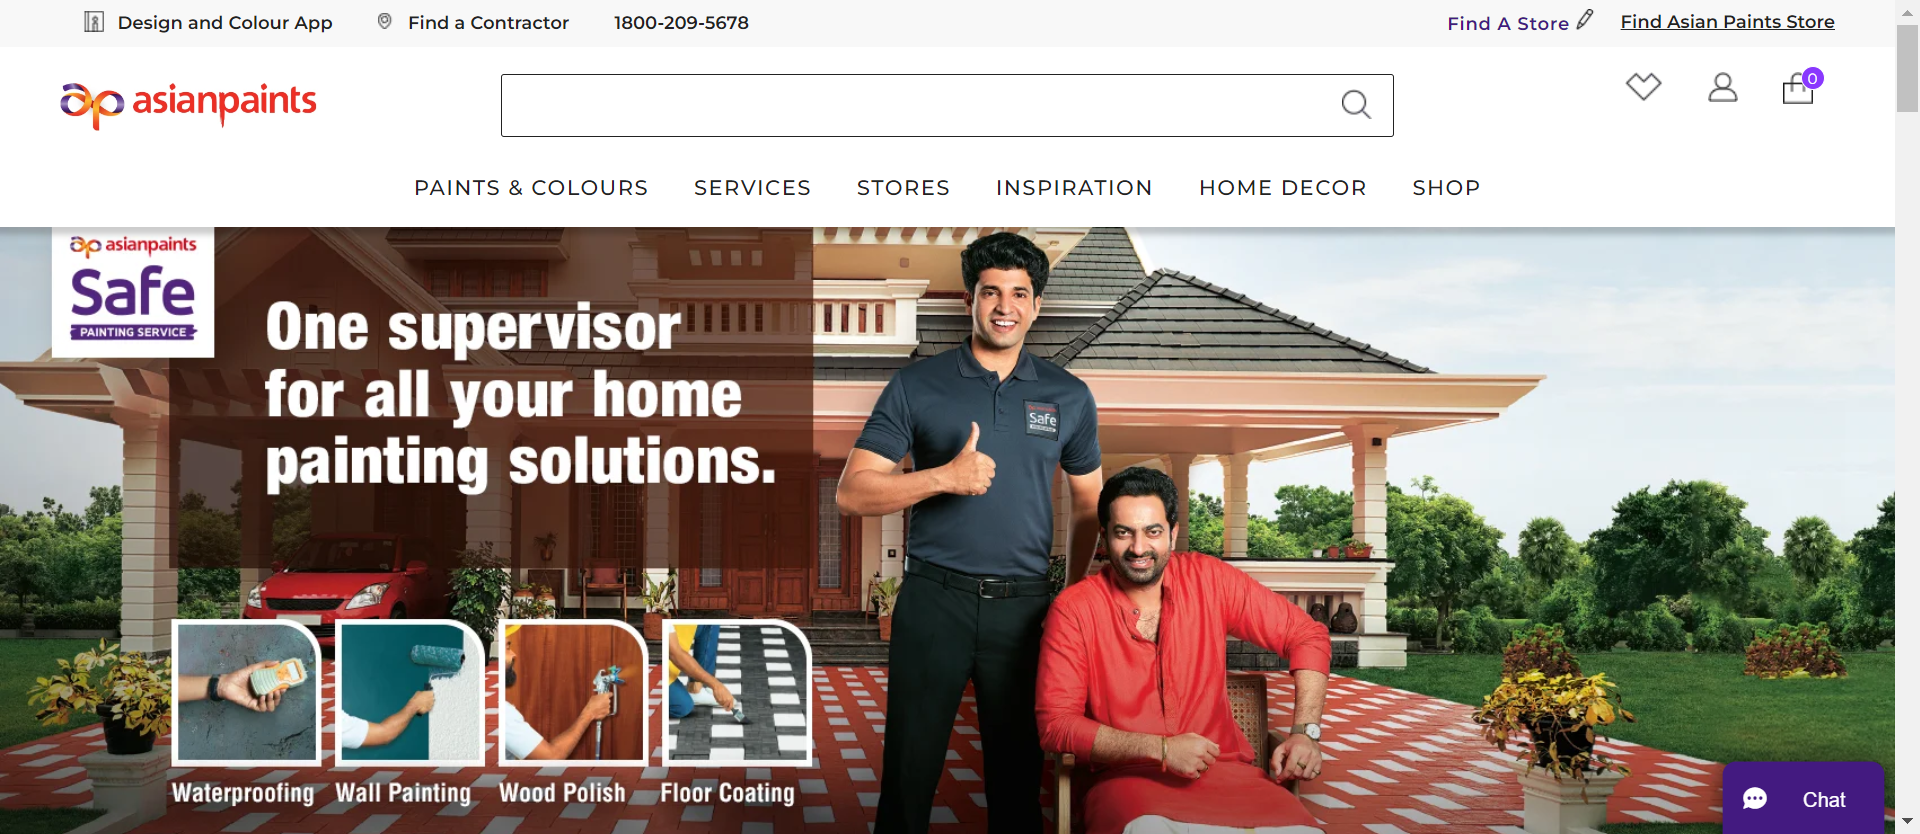 Design and Colour App
Find a Contractor
1800-209-5678
Find A Store
Find Asian Paints Store
asianpaints
0
PAINTS & COLOURS
SERVICES
STORES
INSPIRATION
HOME DECOR
SHOP
asianpaints
Safe
PAINTING SERVICE
One supervisor
for all your home
painting solutions.
Safe
Waterproofing
Wall Painting
Wood Polish
Floor Coating
Chat